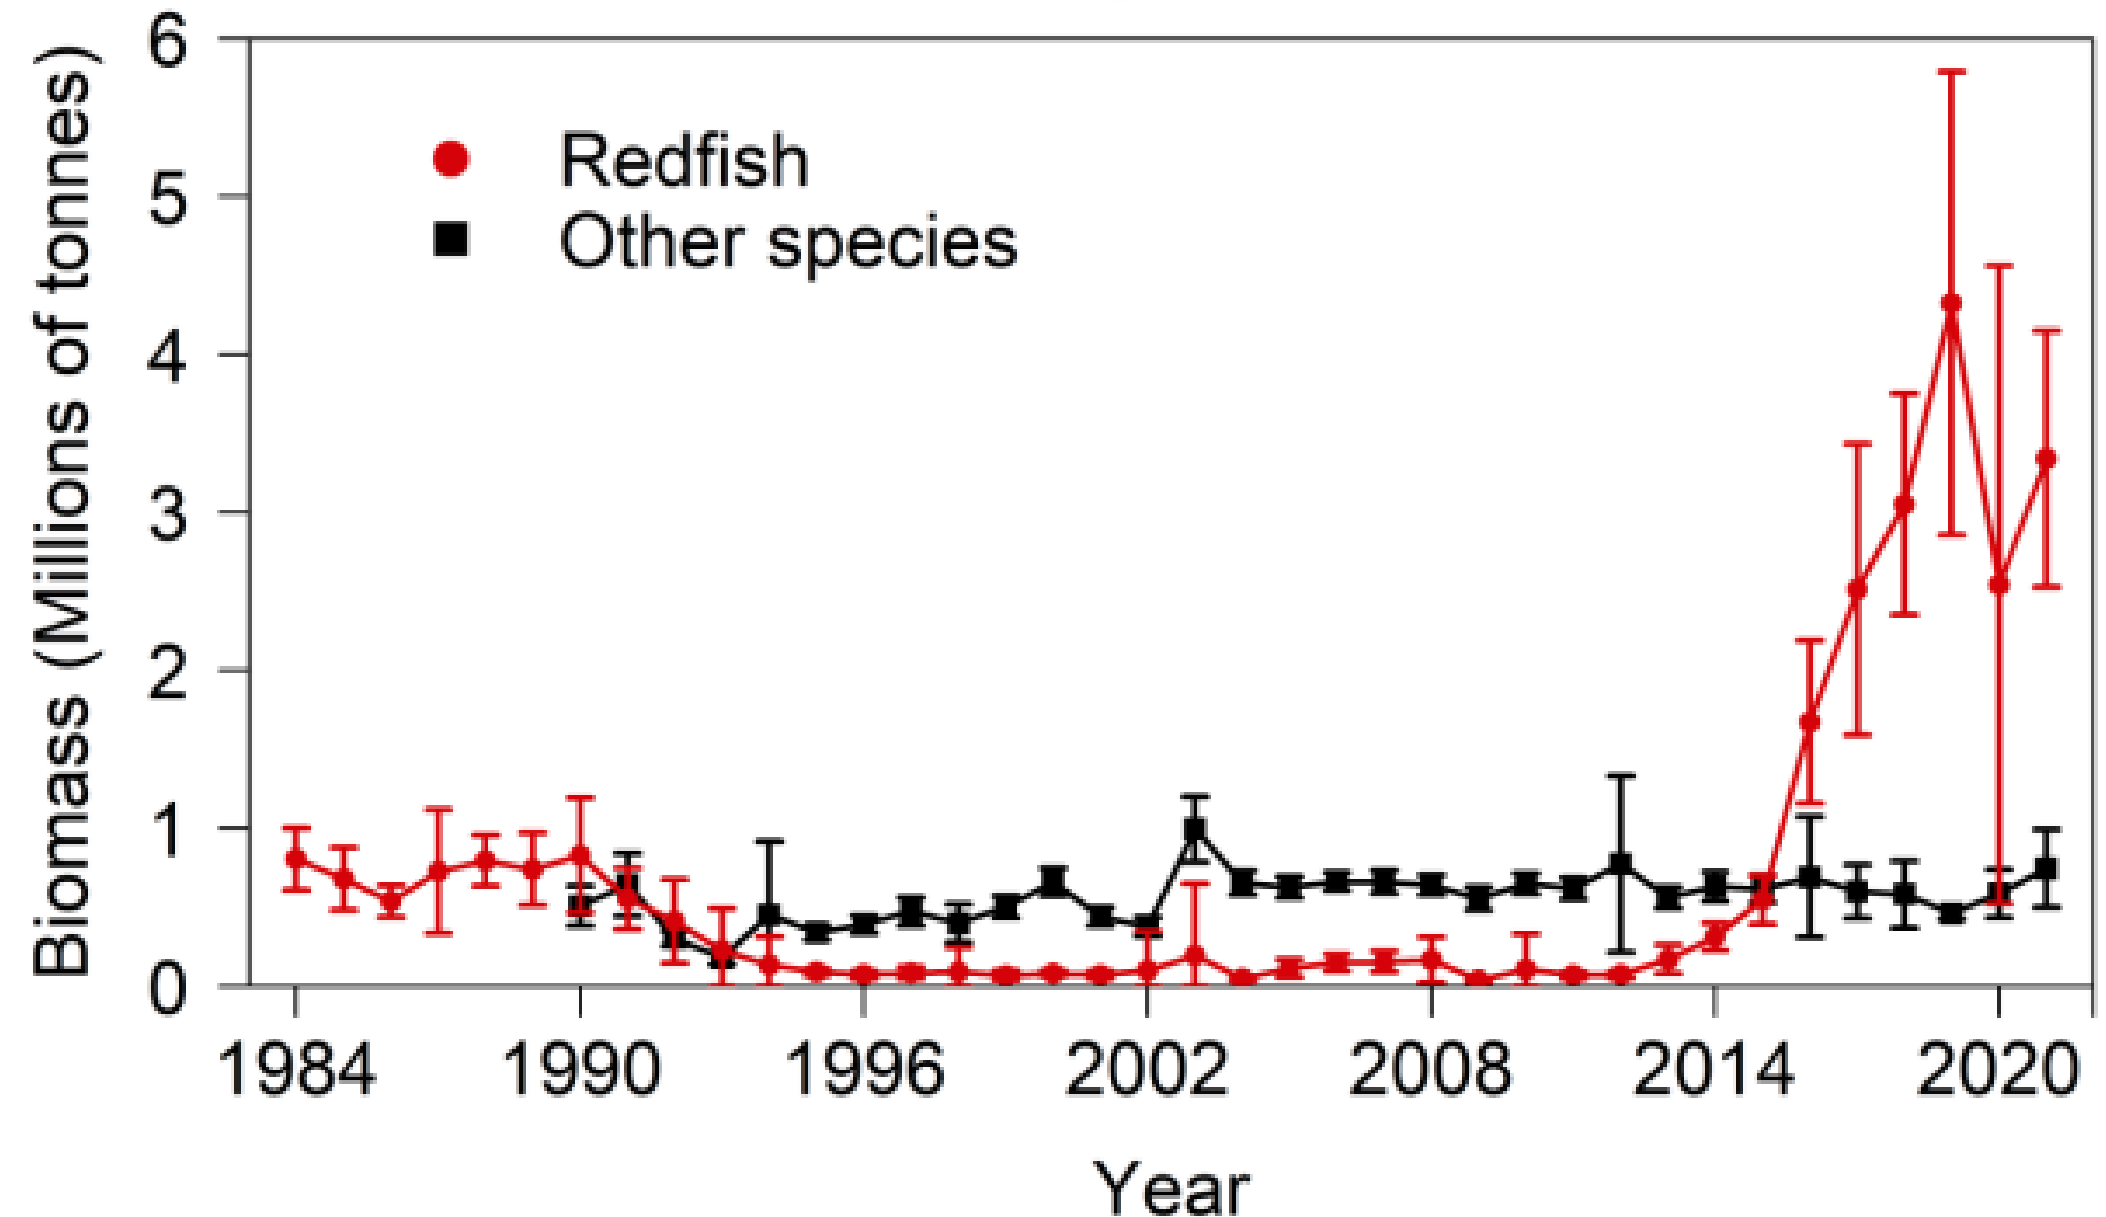 Biomass (Millions of tonnes)
6
5
4
3
2
1
0
Redfish
Other species
1984 1990 1996 2002 2008 2014 2020
Year